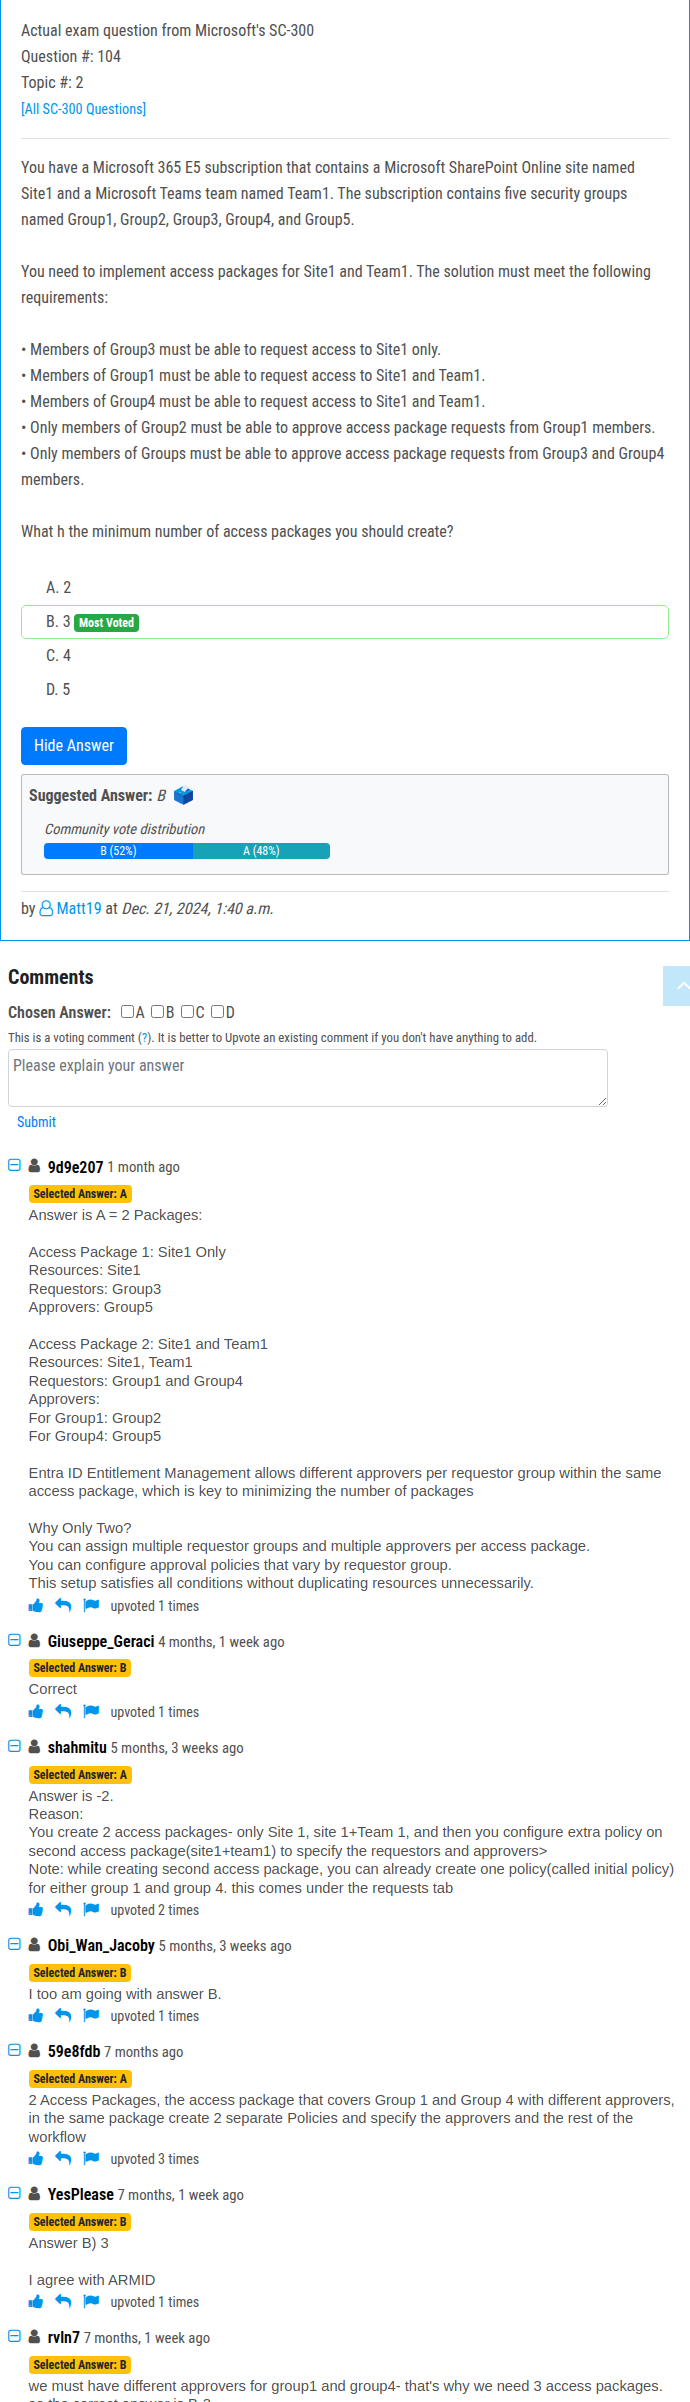 Actual exam question from Microsoft's SC-300
Question #: 104
Topic #: 2
[All SC-300 Questions]
You have a Microsoft 365 E5 subscription that contains a Microsoft SharePoint Online site named
Site1 and a Microsoft Teams team named Team1. The subscription contains five security groups
named Group1, Group2, Group3, Group4, and Group5.
You need to implement access packages for Site1 and Team1. The solution must meet the following
requirements:
• Members of Group3 must be able to request access to Site1 only.
• Members of Group1 must be able to request access to Site1 and Team1.
• Members of Group4 must be able to request access to Site1 and Team1.
• Only members of Group2 must be able to approve access package requests from Group1 members.
• Only members of Groups must be able to approve access package requests from Group3 and Group4
members.
What h the minimum number of access packages you should create?
A. 2
B. 3 Most Voted
C. 4
D. 5
Hide Answer
Suggested Answer: B
Community vote distribution
B (52%) A (48%)
by Matt19 at Dec. 21, 2024, 1:40 a.m.
Comments
Chosen Answer: A B C D
This is a voting comment (?). It is better to Upvote an existing comment if you don't have anything to add.
Please explain your answer
Submit
9d9e207 1 month ago
Selected Answer: A
Answer is A = 2 Packages:
Access Package 1: Site1 Only
Resources: Site1
Requestors: Group3
Approvers: Group5
Access Package 2: Site1 and Team1
Resources: Site1, Team1
Requestors: Group1 and Group4
Approvers:
For Group1: Group2
For Group4: Group5
Entra ID Entitlement Management allows different approvers per requestor group within the same
access package, which is key to minimizing the number of packages
Why Only Two?
You can assign multiple requestor groups and multiple approvers per access package.
You can configure approval policies that vary by requestor group.
This setup satisfies all conditions without duplicating resources unnecessarily.
upvoted 1 times
Giuseppe_Geraci 4 months, 1 week ago
Selected Answer: B
Correct
upvoted 1 times
shahmitu 5 months, 3 weeks ago
Selected Answer: A
Answer is -2.
Reason:
You create 2 access packages- only Site 1, site 1+Team 1, and then you configure extra policy on
second access package(site1+team1) to specify the requestors and approvers>
Note: while creating second access package, you can already create one policy(called initial policy)
for either group 1 and group 4. this comes under the requests tab
upvoted 2 times
Obi_Wan_Jacoby 5 months, 3 weeks ago
Selected Answer: B
I too am going with answer B.
upvoted 1 times
59e8fdb 7 months ago
Selected Answer: A
2 Access Packages, the access package that covers Group 1 and Group 4 with different approvers,
in the same package create 2 separate Policies and specify the approvers and the rest of the
workflow
upvoted 3 times
YesPlease 7 months, 1 week ago
Selected Answer: B
Answer B) 3
I agree with ARMID
upvoted 1 times
rvln7 7 months, 1 week ago
Selected Answer: B
we must have different approvers for group1 and group4- that's why we need 3 access packages.